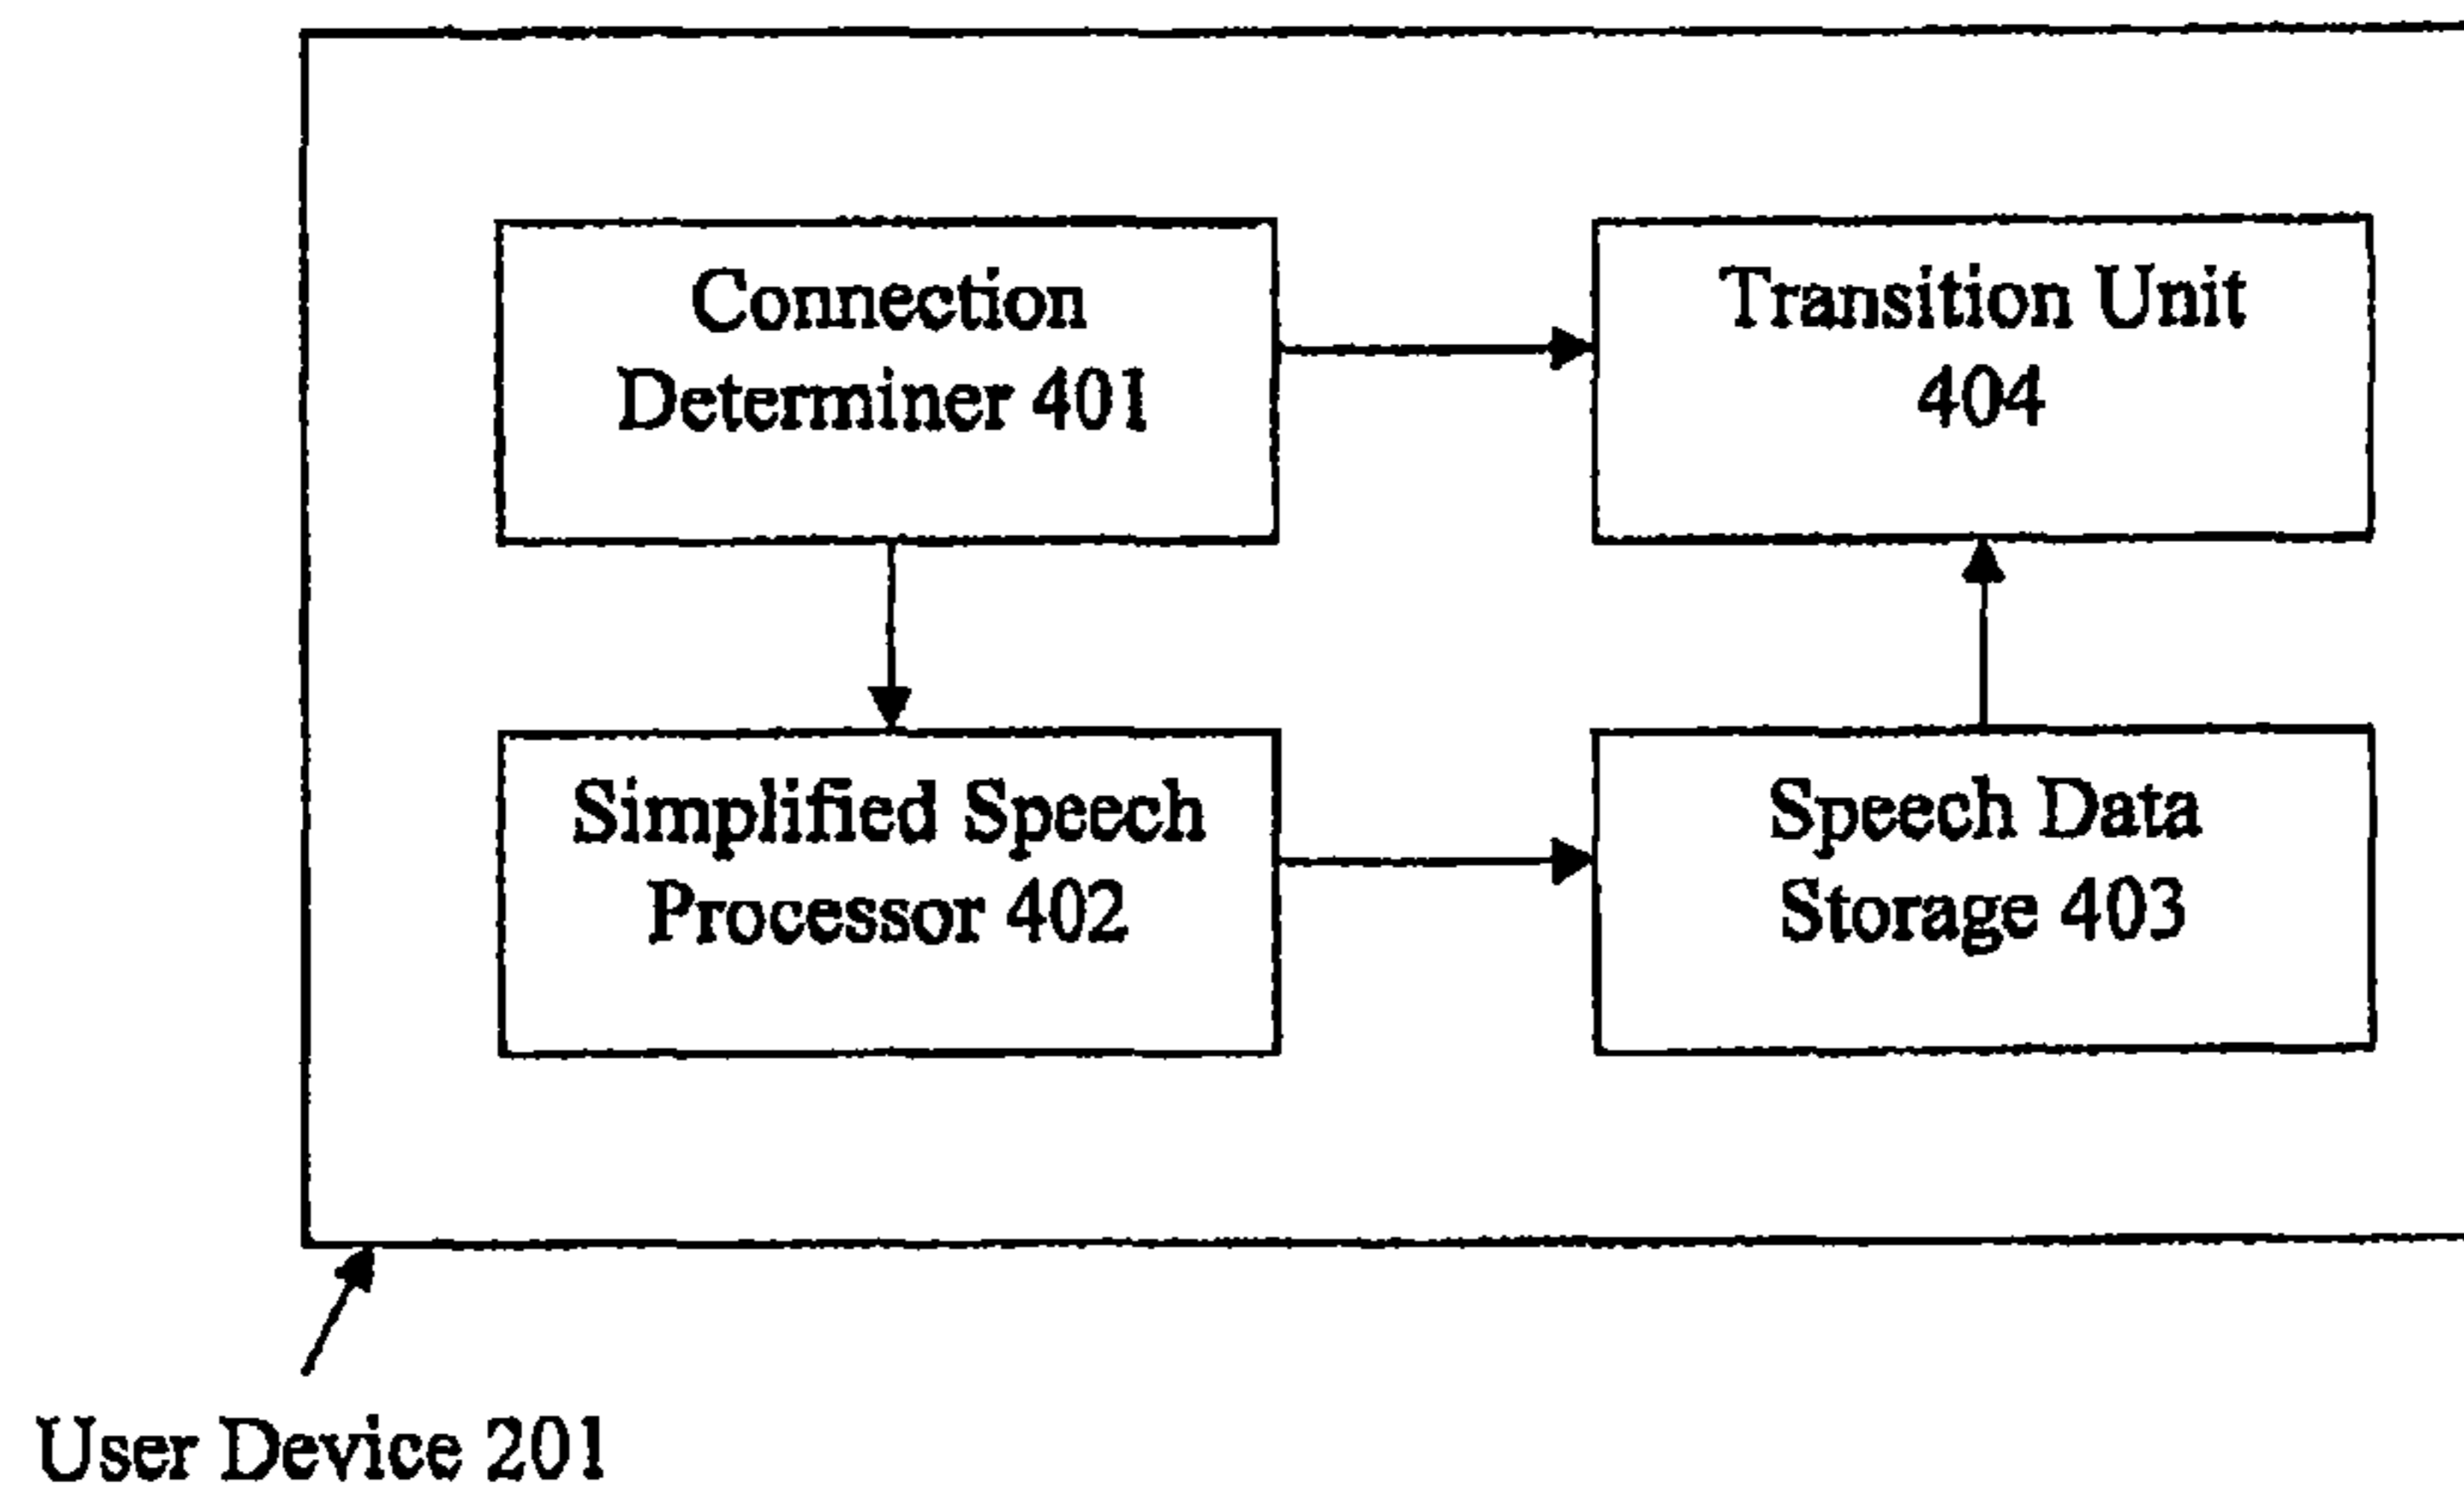 Connection
Determiner 401
Transition Unit
404
Simplified Speech
Processor 402
Speech Data
Storage 403
User Device 201